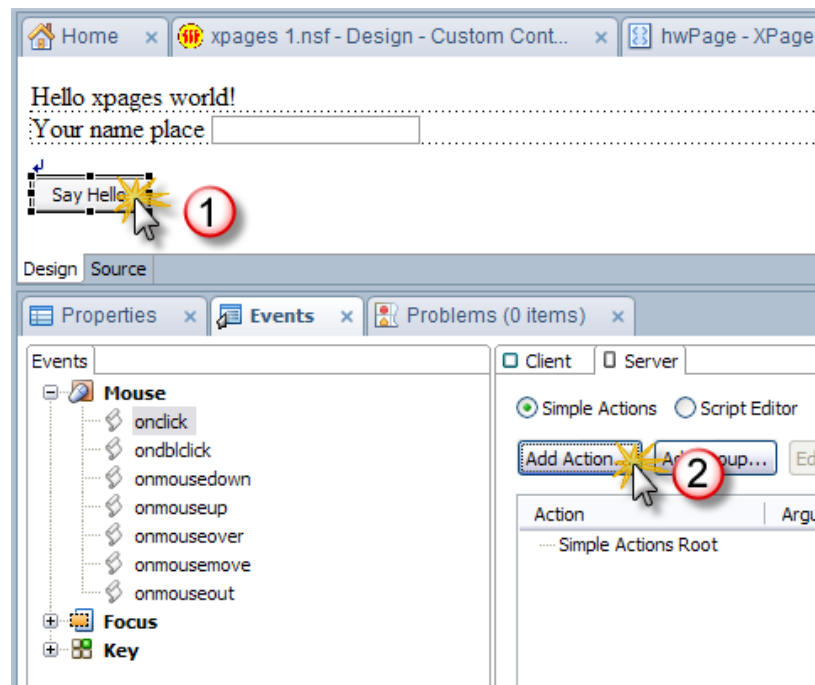 Home xpages 1.nsf - Design - Custom Cont... hwPage - XPage
Hello xpages world!
Your name place
Say Hello
1
Design Source
Properties Events Problems (0 items)
Events
Client Server
Mouse
onclick
ondblclick
onmousedown
onmouseup
onmouseover
onmousemove
onmouseout
Focus
Key
Simple Actions Script Editor
Add Action...
2
Action
Simple Actions Root